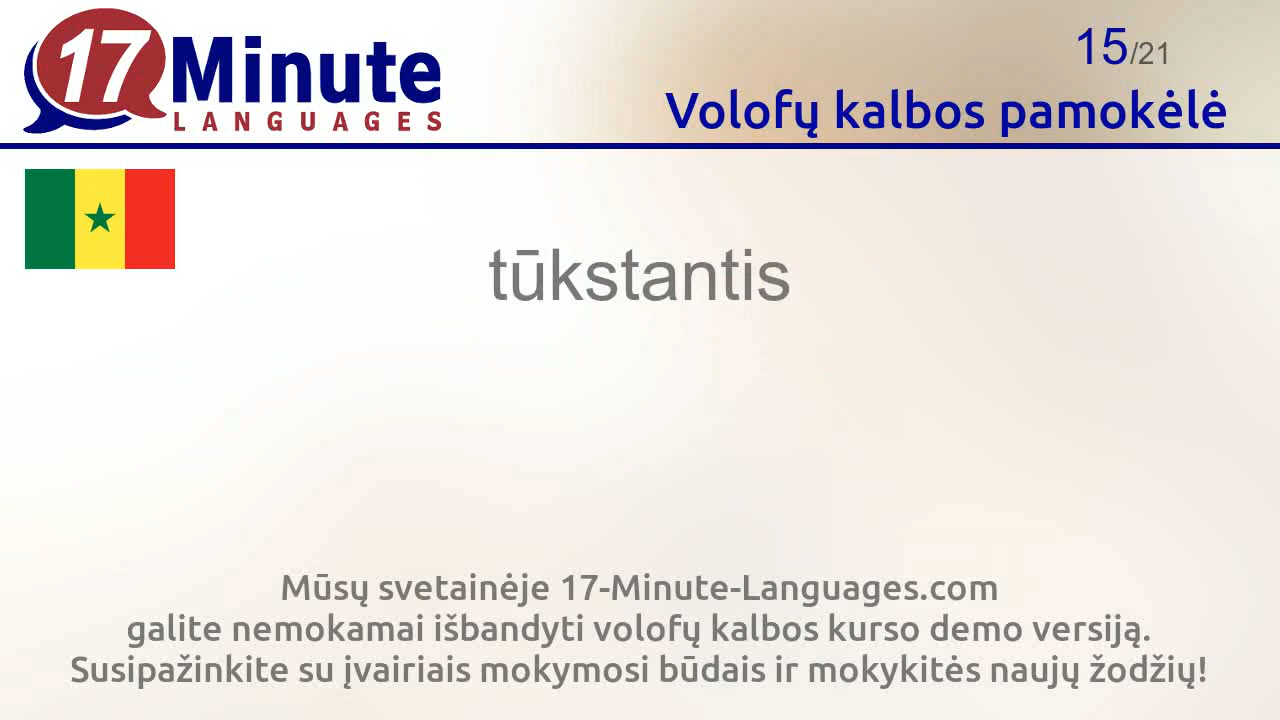 17 Minute
LANGUAGES
15/21
Volofų kalbos pamokėlė
tūkstantis
Mūsų svetainėje 17-Minute-Languages.com
galite nemokamai išbandyti volofų kalbos kurso demo versiją.
Susipažinkite su įvairiais mokymosi būdais ir mokykitės naujų žodžių!